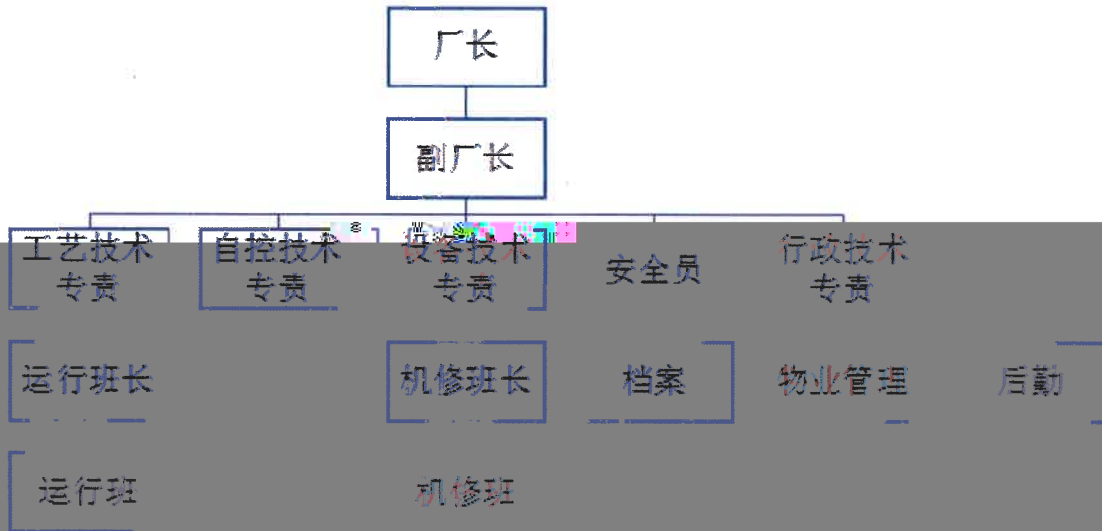 厂长
副厂长
工艺技术
专责
自控技术
专责
设备技术
专责
安全员
行政技术
专责
运行班长
机修班长
档案
物业管理
后勤
运行班
机修班